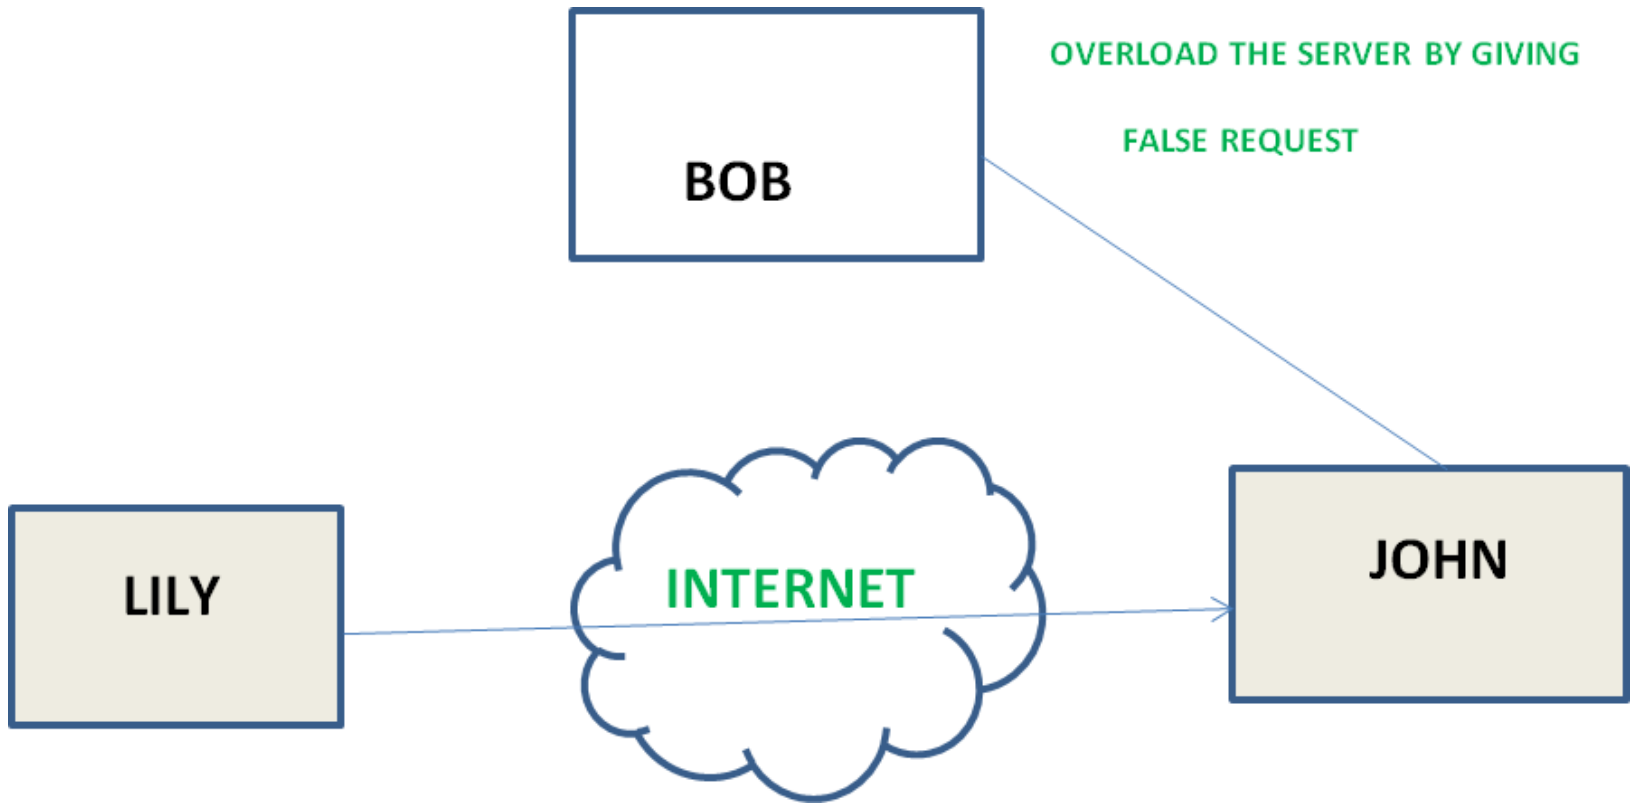 OVERLOAD THE SERVER BY GIVING
FALSE REQUEST
BOB
INTERNET
LILY
JOHN